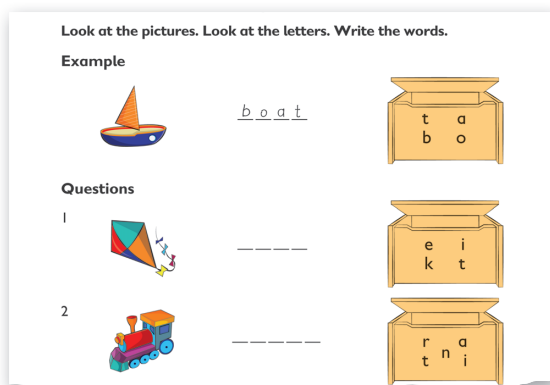 Look at the pictures. Look at the letters. Write the words.
Example
b o a t
t a
b o
Questions
1
e i
k t
2
r a
n
t i